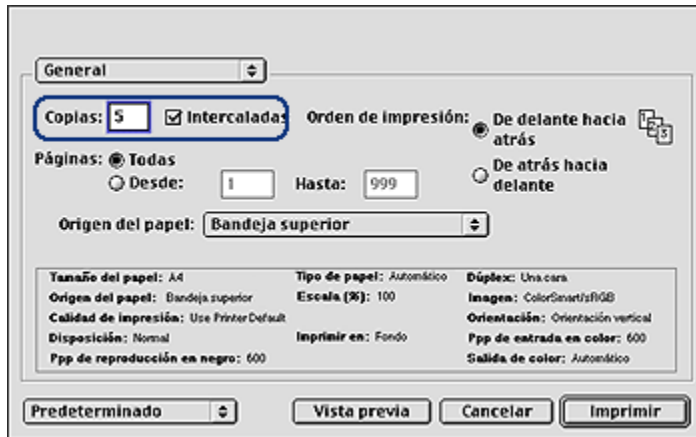 General
Copias: 5 Intercaladas Orden de impresión: De delante hacia atrás
1 2 3
Páginas: Todas
Desde: 1 Hasta: 999
De atrás hacia delante
Origen del papel: Bandeja superior
Tamaño del papel: A4 Tipo de papel: Automático Dúplex: Una cara
Origen del papel: Bandeja superior Escala (%): 100 Imagen: ColorSmart/sRGB
Calidad de impresión: Use Printer Default Orientación: Orientación vertical
Disposición: Normal Imprimir en: Fondo Ppp de entrada en color: 600
Ppp de reproducción en negro: 600 Salida de color: Automático
Predeterminado Vista previa Cancelar Imprimir